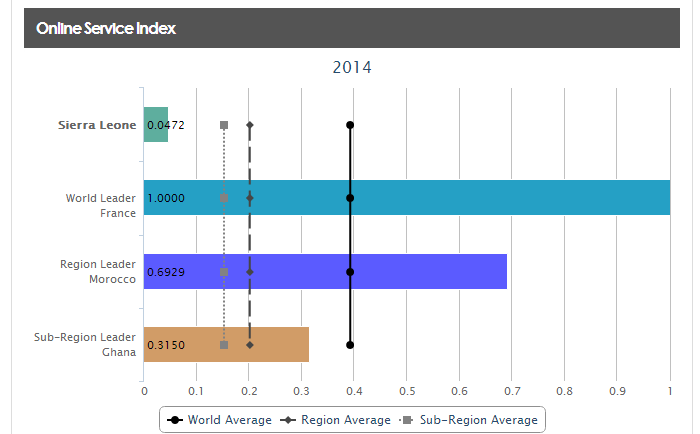 Online Service Index
2014
Sierra Leone
0.0472
World Leader
France
1.0000
Region Leader
Morocco
0.6929
Sub-Region Leader
Ghana
0.3150
0 0.1 0.2 0.3 0.4 0.5 0.6 0.7 0.8 0.9 1
World Average Region Average Sub-Region Average